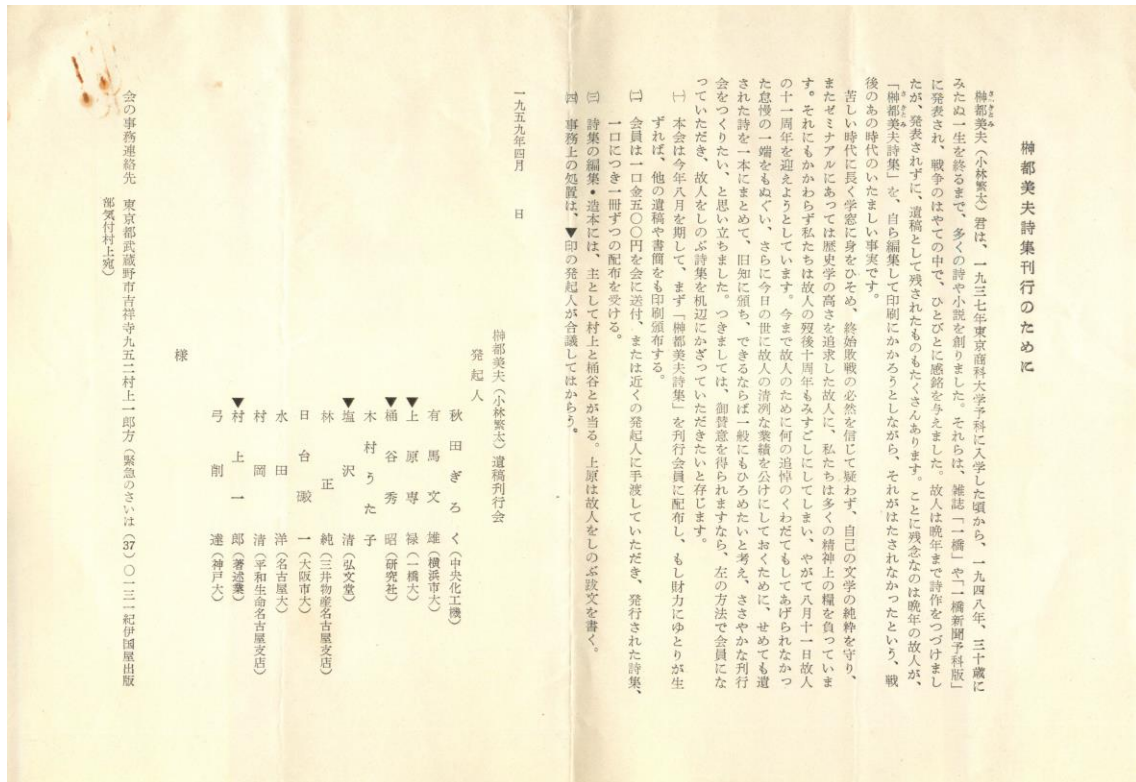 榊都美夫詩集刊行のために
榊都美夫（小林繁太）君は、一九三七年東京商科大学予科に入学した頃から、一九四八年、三十歳に
みたぬ一生を終るまで、多くの詩や小説を創りました。それらは、雑誌「一橋」や「一橋新聞予科版」
に発表され、戦争のはやての中で、ひとびとに感銘を与えました。故人は晩年まで詩作をつづけまし
たが、発表されずに、遺稿として残されたものもたくさんあります。ことに残念なのは晩年の故人が、
「榊都美夫詩集」を、自ら編集して印刷にかかろうとしながら、それがはたされなかったという、戦
後のあの時代のいたましい事実です。
苦しい時代に長く学窓に身をひそめ、終始敗戦の必然を信じて疑わず、自己の文学の純粋を守り、
またゼミナアルにあっては歴史学の高さを追求した故人に、私たちは多くの精神上の糧を負っていま
す。それにもかかわらず私たちは故人の歿後十周年もみすごしにしてしまい、やがて八月十一日故人
の十一周年を迎えようとしています。今まで故人のために何の追悼のくわだてもしてあげられなかっ
た怠慢の一端をもぬぐい、さらに今日の世に故人の清冽な業績を公けにしておくために、せめても遺
された詩を一本にまとめて、旧知に頒ち、できるならば一般にもひろめたいと考え、ささやかな刊行
会をつくりたい、と思い立ちました。つきましては、御賛意を得られますなら、左の方法で会員にな
っていただき、故人をしのぶ詩集を机辺にかざっていただきたいと存じます。
㈠ 本会は今年八月を期して、まず「榊都美夫詩集」を刊行会員に配布し、もし財力にゆとりが生
ずれば、他の遺稿や書簡をも印刷頒布する。
㈡ 会員は一口金五〇〇円を会に送付、または近くの発起人に手渡していただき、発行された詩集、
一口につき一冊ずつの配布を受ける。
㈢ 詩集の編集・造本には、主として村上と桶谷とが当る。上原は故人をしのぶ跋文を書く。
㈣ 事務上の処置は、▼印の発起人が合議してはからう。
一九五九年四月　日
榊都美夫（小林繁太）遺稿刊行会
発起人
秋田ぎろく（中央化工機）
有馬文雄（横浜市大）
▼上原専禄（一橋大）
▼桶谷秀昭（研究社）
木村うた子
▼塩沢清（弘文堂）
林正純（三井物産名古屋支店）
日台磤一（大阪市大）
水田洋（名古屋大）
村岡清（平和生命名古屋支店）
▼村上一郎（著述業）
弓削達（神戸大）
様
会の事務連絡先　東京都武蔵野市吉祥寺九五二村上一郎方（緊急のさいは(37)〇一三一紀伊国屋出版
部気付村上宛）